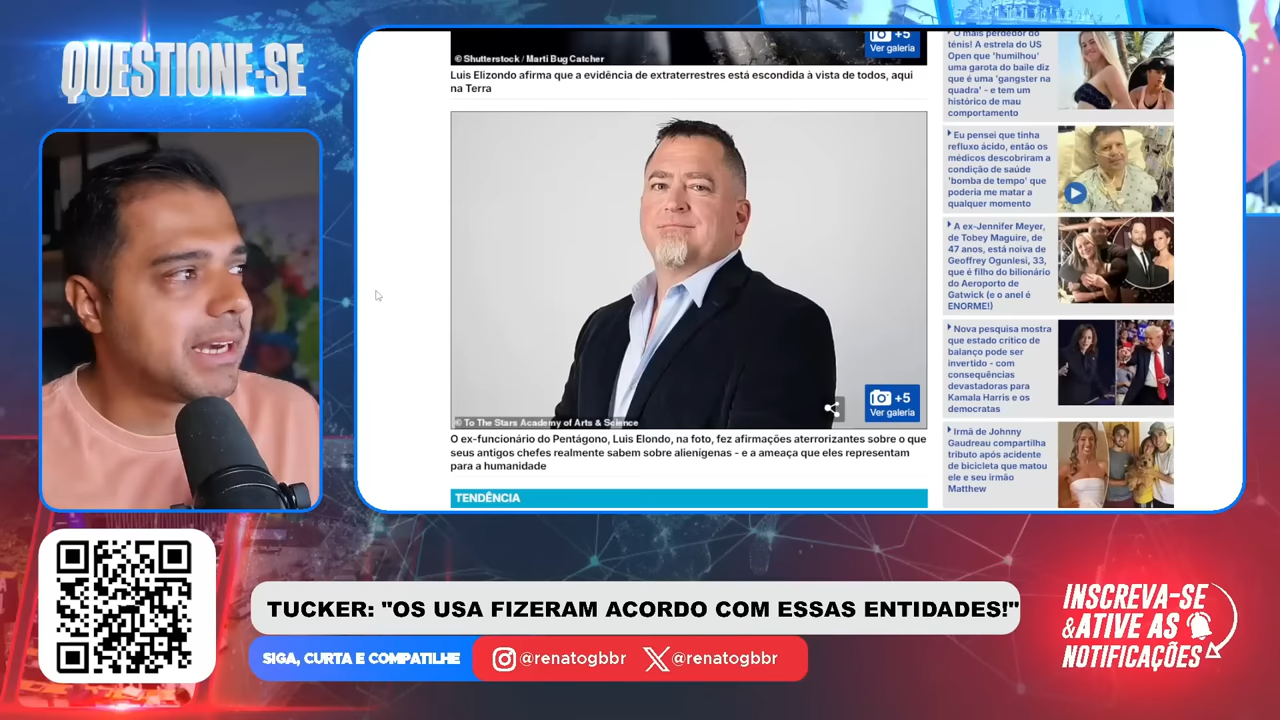 QUESTIONE-SE
+5
Ver galeria
© Shutterstock / Marti Bug Catcher
Luis Elizondo afirma que a evidência de extraterrestres está escondida à vista de todos, aqui
na Terra
+5
Ver galeria
© To The Stars Academy of Arts & Science
O ex-funcionário do Pentágono, Luis Elondo, na foto, fez afirmações aterrorizantes sobre o que
seus antigos chefes realmente sabem sobre alienígenas - e a ameaça que eles representam
para a humanidade
TENDÊNCIA
O mais perdedor do
tênis! A estrela do US
Open que 'humilhou'
uma garota do baile diz
que é uma 'gangster na
quadra' - e tem um
histórico de mau
comportamento
Eu pensei que tinha
refluxo ácido, então os
médicos descobriram a
condição de saúde
'bomba de tempo' que
poderia me matar a
qualquer momento
A ex-Jennifer Meyer,
de Tobey Maguire, de
47 anos, está noiva de
Geoffrey Ogunlesi, 33,
que é filho do bilionário
do Aeroporto de
Gatwick (e o anel é
ENORME!)
Nova pesquisa mostra
que estado crítico de
balanço pode ser
invertido - com
consequências
devastadoras para
Kamala Harris e os
democratas
Irmã de Johnny
Gaudreau compartilha
tributo após acidente
de bicicleta que matou
ele e seu irmão
Matthew
TUCKER: "OS USA FIZERAM ACORDO COM ESSAS ENTIDADES!"
SIGA, CURTA E COMPATILHE
@renatogbbr
@renatogbbr
INSCREVA-SE
&ATIVE AS
NOTIFICAÇÕES